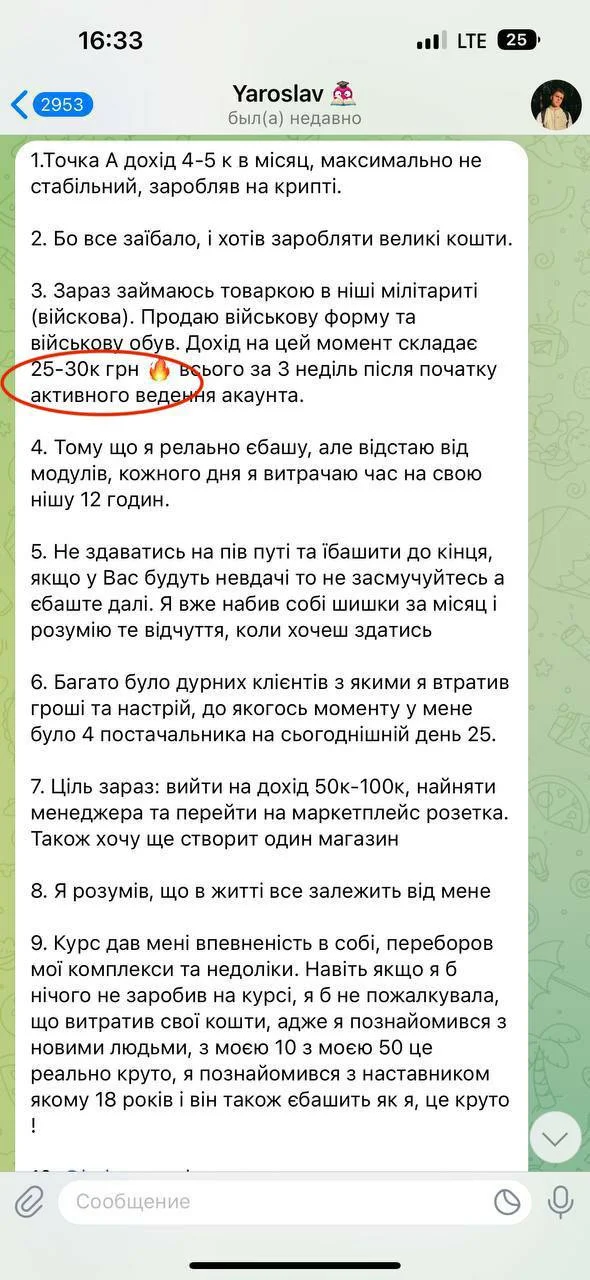 16:33
LTE 25
2953
Yaroslav
был(а) недавно
1.Точка А дохід 4-5 к в місяц, максимально не
стабільний, заробляв на крипті.
2. Бо все заїбало, і хотів заробляти великі кошти.
3. Зараз займаюсь товаркою в ніші мілітариті
(війскова). Продаю військову форму та
військову обув. Дохід на цей момент складає
25-30к грн 🔥 всього за 3 неділь після початку
активного ведення акаунта.
4. Тому що я релаьно єбашу, але відстаю від
модулів, кожного дня я витрачаю час на свою
нішу 12 годин.
5. Не здаватись на пів путі та їбашити до кінця,
якщо у Вас будуть невдачі то не засмучуйтесь а
єбаште далі. Я вже набив собі шишки за місяц і
розумію те відчуття, коли хочеш здатись
6. Багато було дурних клієнтів з якими я втратив
гроші та настрій, до якогось моменту у мене
було 4 постачальника на сьогоднішній день 25.
7. Ціль зараз: вийти на дохід 50к-100к, найняти
менеджера та перейти на маркетплейс розетка.
Також хочу ще створит один магазин
8. Я розумів, що в житті все залежить від мене
9. Курс дав мені впевненість в собі, переборов
мої комплекси та недоліки. Навіть якщо я б
нічого не заробив на курсі, я б не пожалкувала,
що витратив свої кошти, адже я познайомився з
новими людьми, з моєю 10 з моєю 50 це
реально круто, я познайомився з наставником
якому 18 років і він також єбашить як я, це круто
!
Сообщение